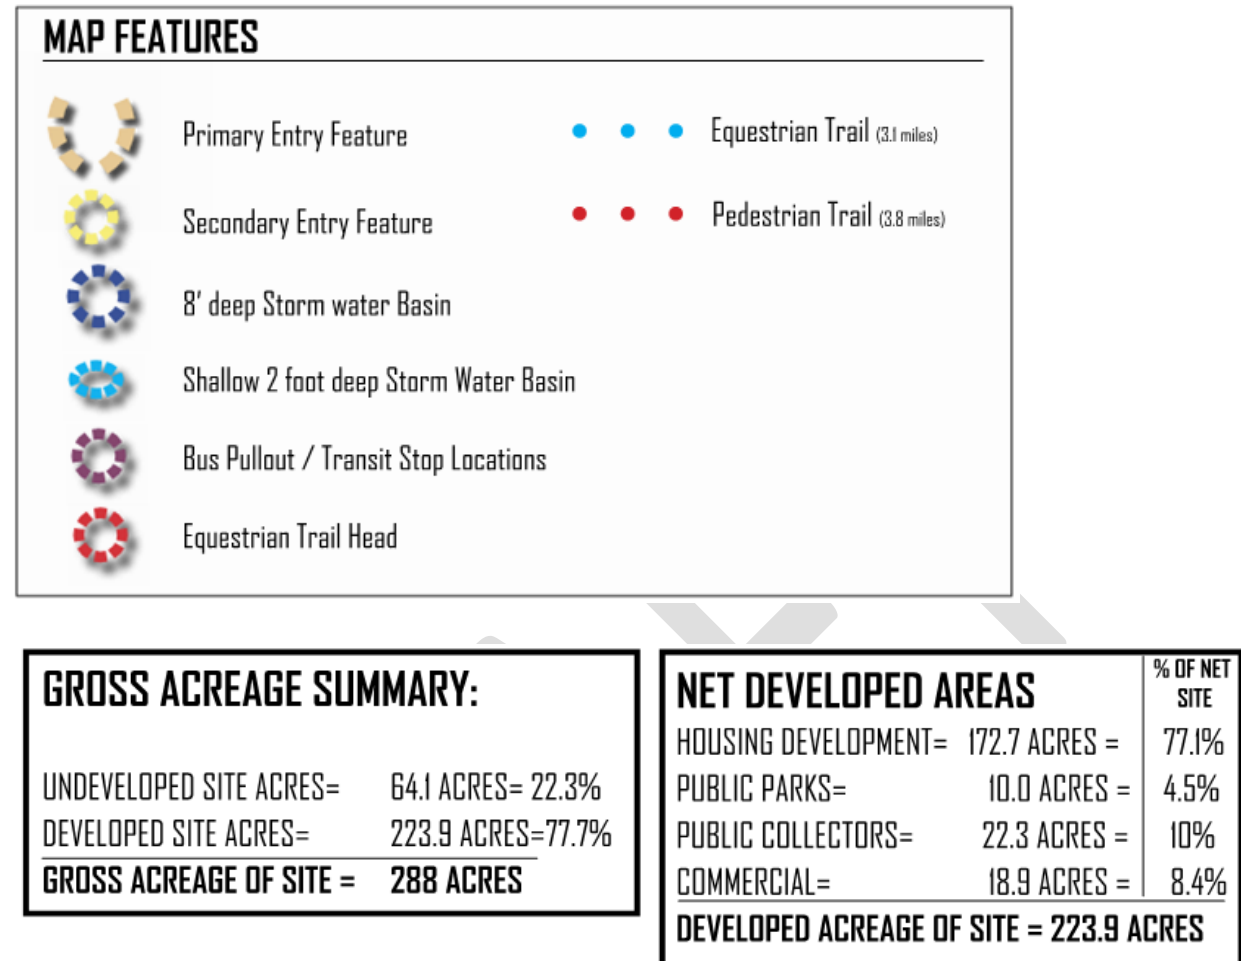 MAP FEATURES
Primary Entry Feature
Equestrian Trail (3.1 miles)
Secondary Entry Feature
Pedestrian Trail (3.8 miles)
8' deep Storm water Basin
Shallow 2 foot deep Storm Water Basin
Bus Pullout / Transit Stop Locations
Equestrian Trail Head
GROSS ACREAGE SUMMARY:
UNDEVELOPED SITE ACRES= 64.1 ACRES= 22.3%
DEVELOPED SITE ACRES= 223.9 ACRES=77.7%
GROSS ACREAGE OF SITE = 288 ACRES
NET DEVELOPED AREAS
% OF NET
SITE
HOUSING DEVELOPMENT= 172.7 ACRES = 77.1%
PUBLIC PARKS= 10.0 ACRES = 4.5%
PUBLIC COLLECTORS= 22.3 ACRES = 10%
COMMERCIAL= 18.9 ACRES = 8.4%
DEVELOPED ACREAGE OF SITE = 223.9 ACRES